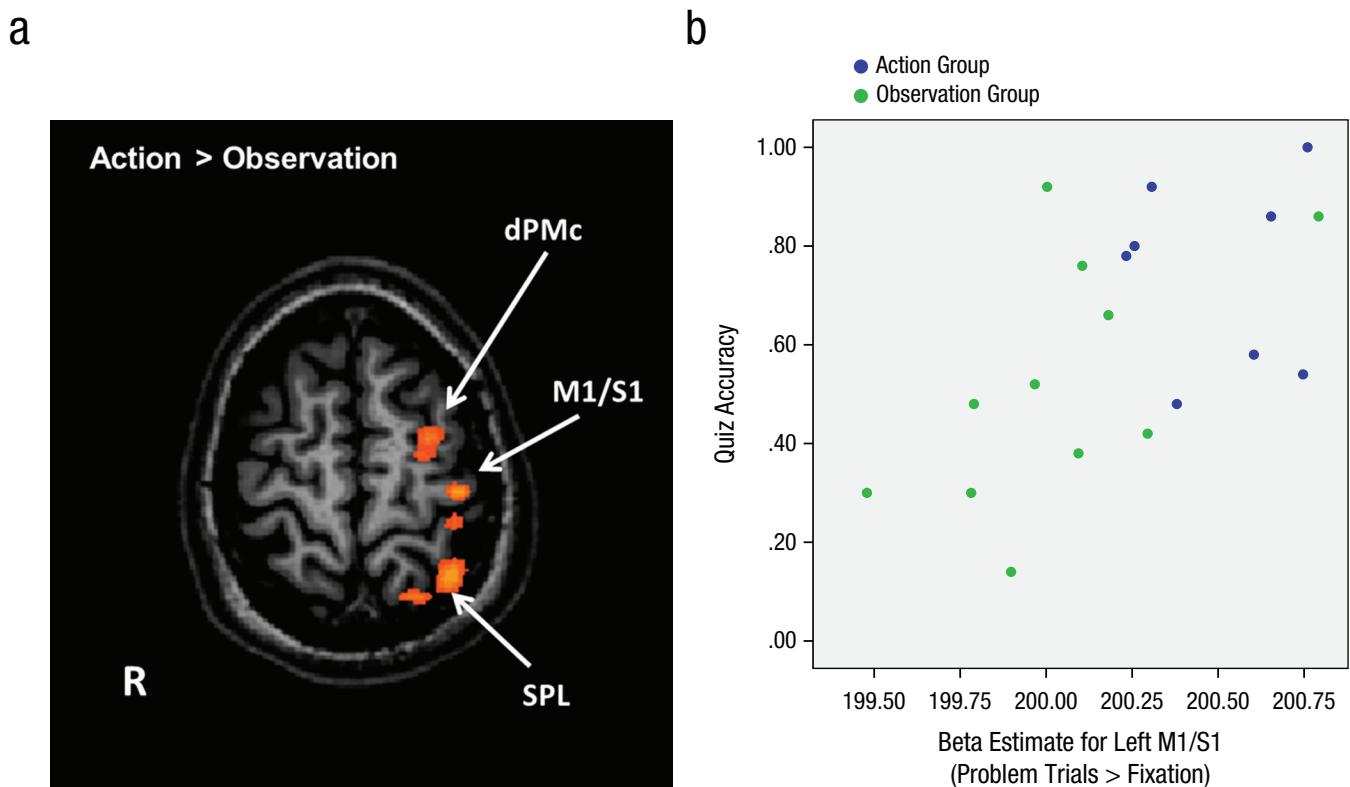 a
Action > Observation
dPMc
M1/S1
SPL
R
b
Action Group
Observation Group
1.00
.80
.60
.40
.20
.00
Quiz Accuracy
199.50 199.75 200.00 200.25 200.50 200.75
Beta Estimate for Left M1/S1
(Problem Trials > Fixation)